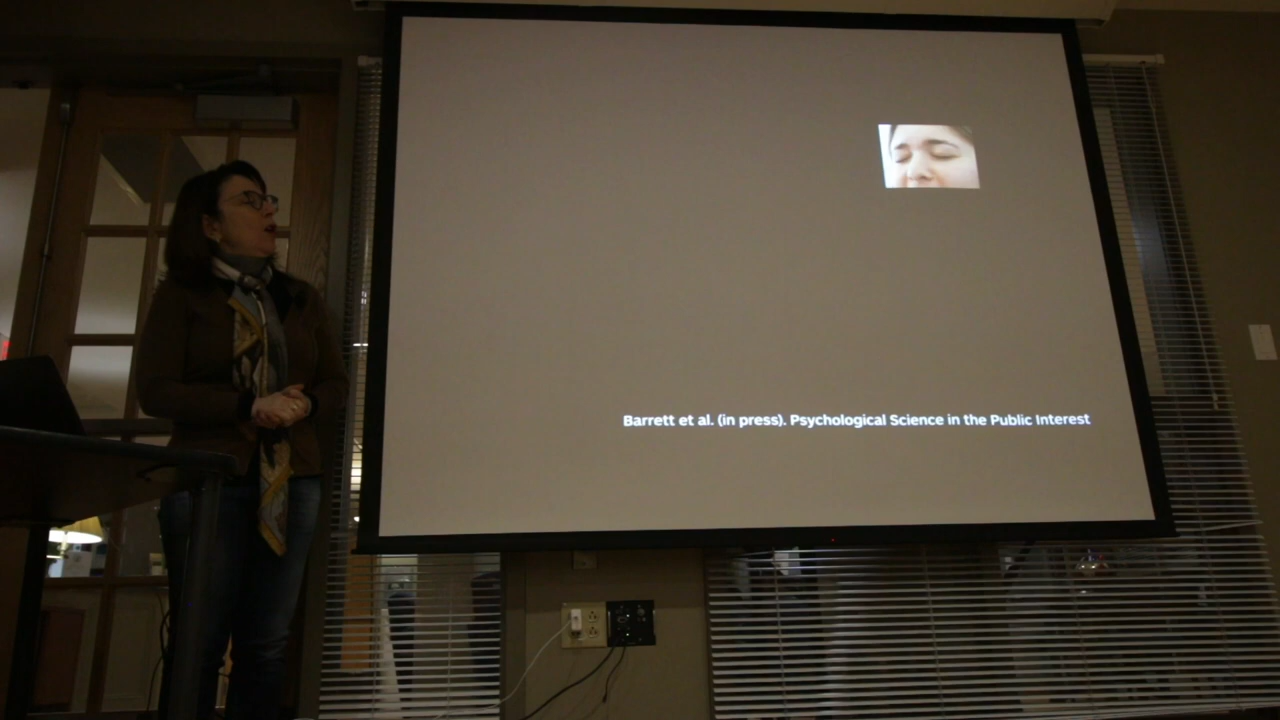 Barrett et al. (in press). Psychological Science in the Public Interest